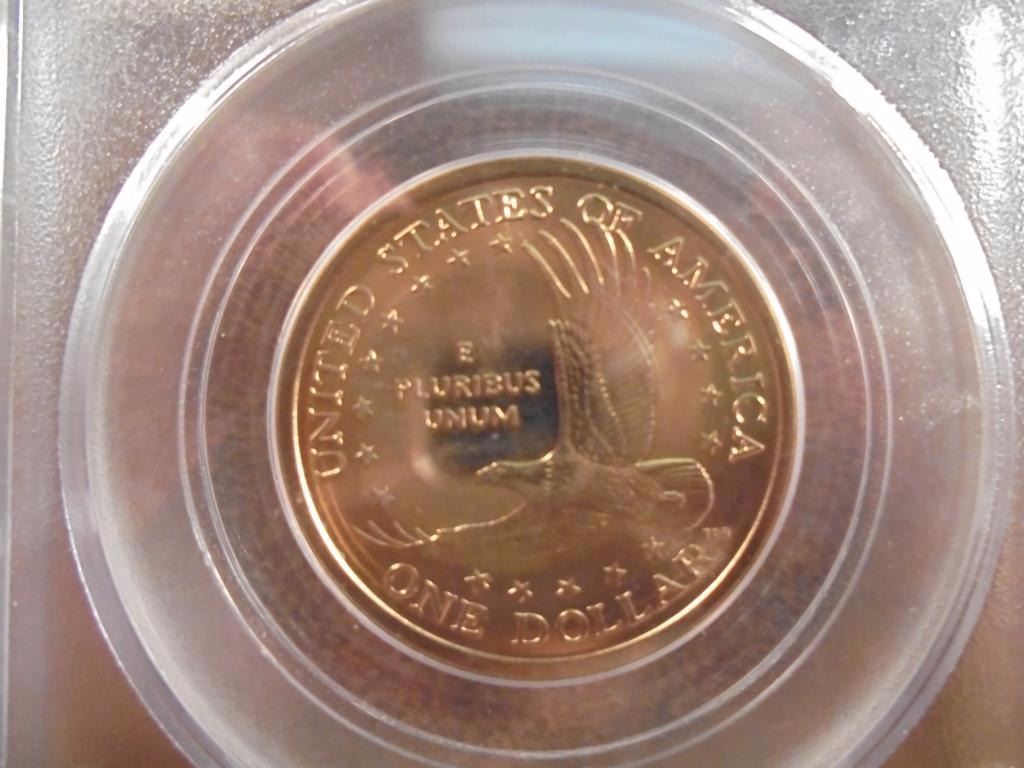 UNITED STATES OF AMERICA
E
PLURIBUS
UNUM
ONE DOLLAR